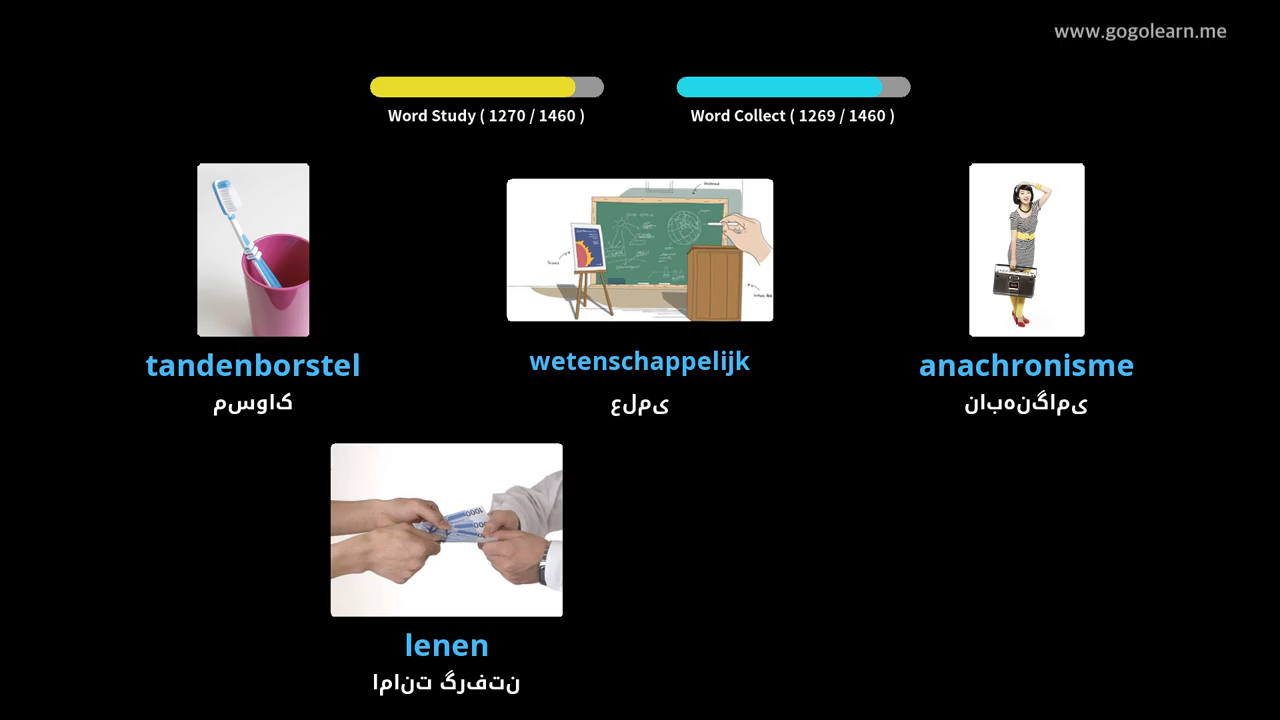 www.gogolearn.me
Word Study ( 1270 / 1460 )
Word Collect ( 1269 / 1460 )
tandenborstel
wetenschappelijk
anachronisme
مسواک
علمی
نابهنگامی
lenen
امانت گرفتن